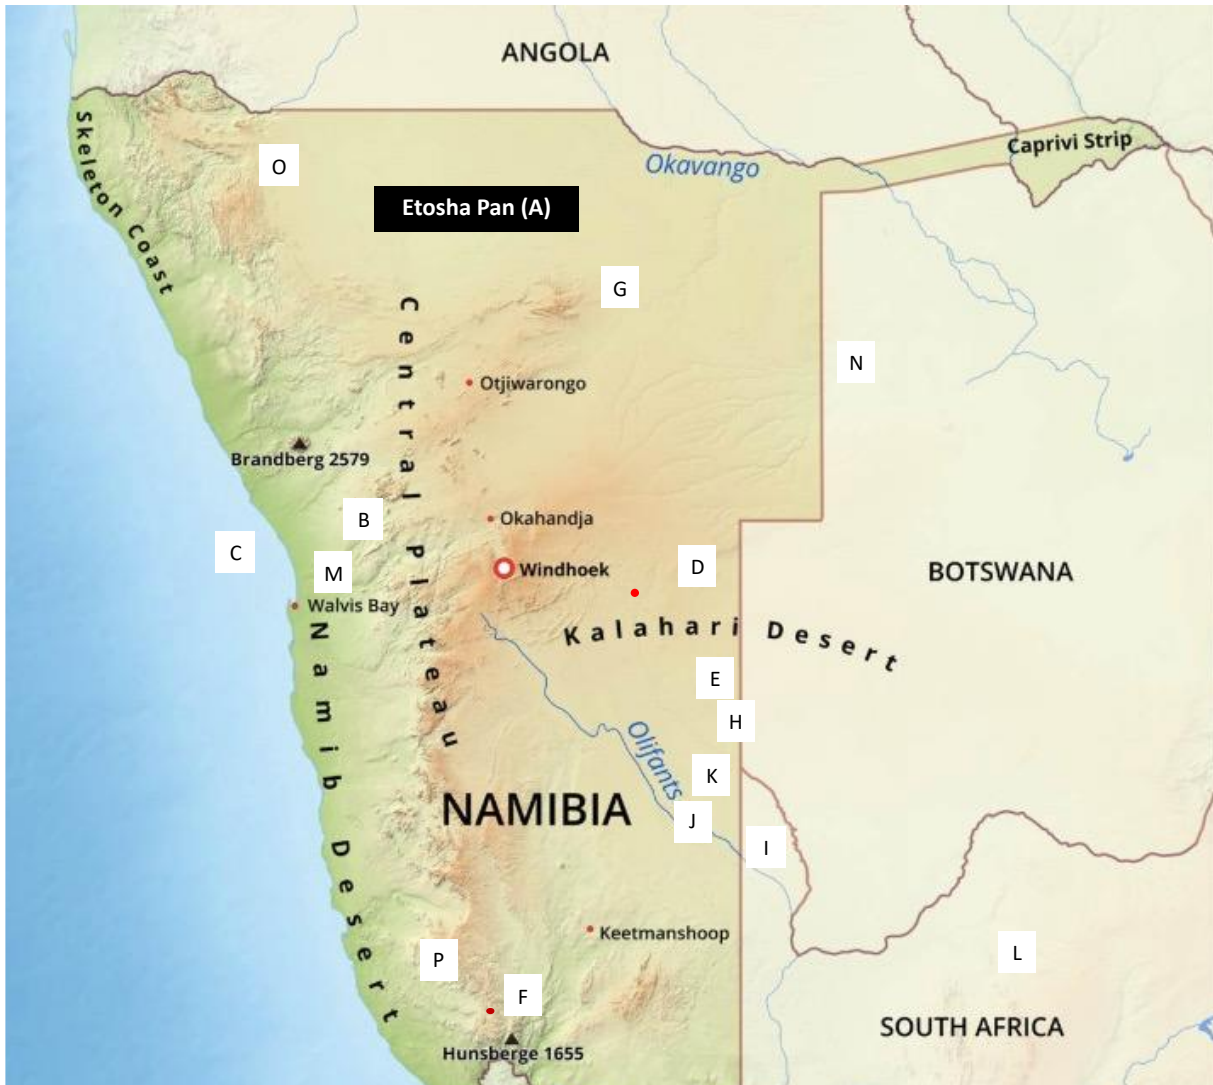 ANGOLA
Skeleton Coast
Okavango
Caprivi Strip
O
Etosha Pan (A)
G
Central Plateau
N
Otjiwarongo
Brandberg 2579
B
Okahandja
C
M
Windhoek
D
BOTSWANA
Walvis Bay
Kalahari Desert
Namib Desert
E
H
Olifants
K
NAMIBIA
J
I
Keetmanshoop
P
L
F
SOUTH AFRICA
Hunsberge 1655